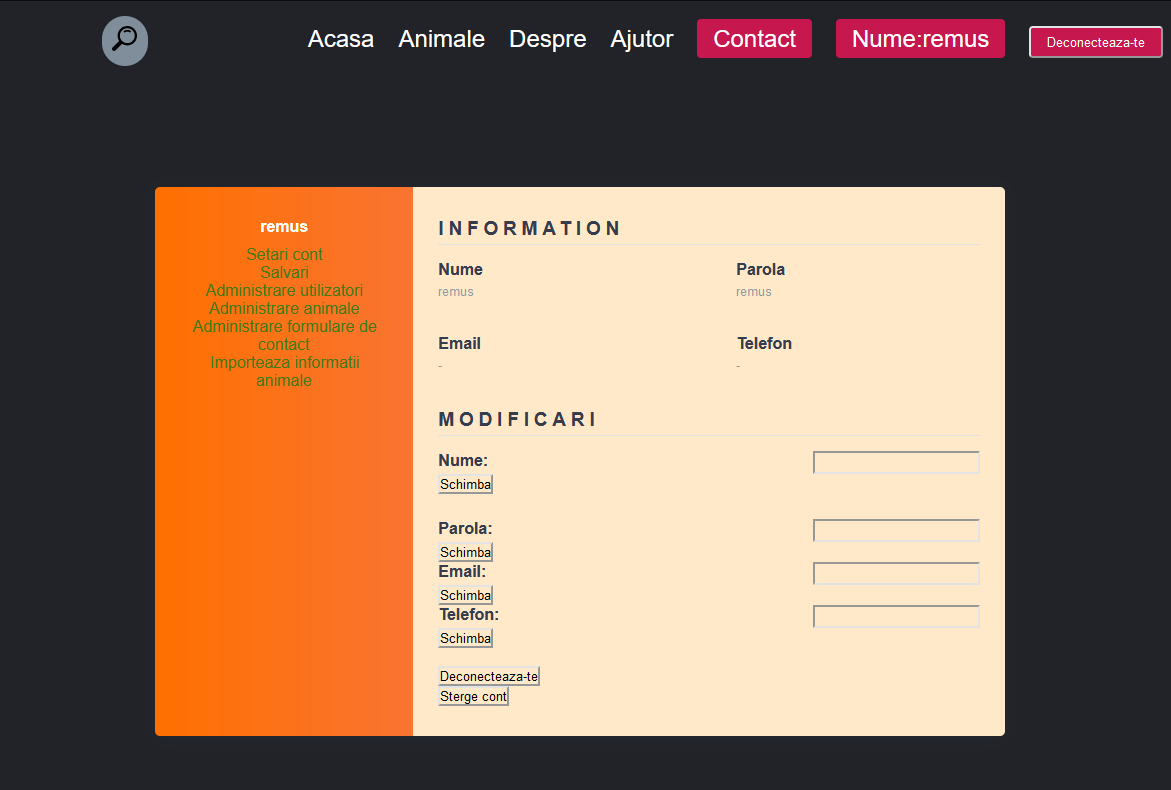 Acasa Animale Despre Ajutor Contact Nume:remus Deconecteaza-te
remus
Setari cont
Salvari
Administrare utilizatori
Administrare animale
Administrare formulare de
contact
Importeaza informatii
animale
INFORMATION
Nume Parola
remus remus
Email Telefon
- -
MODIFICARI
Nume:
Schimba
Parola:
Schimba
Email:
Schimba
Telefon:
Schimba
Deconecteaza-te
Sterge cont